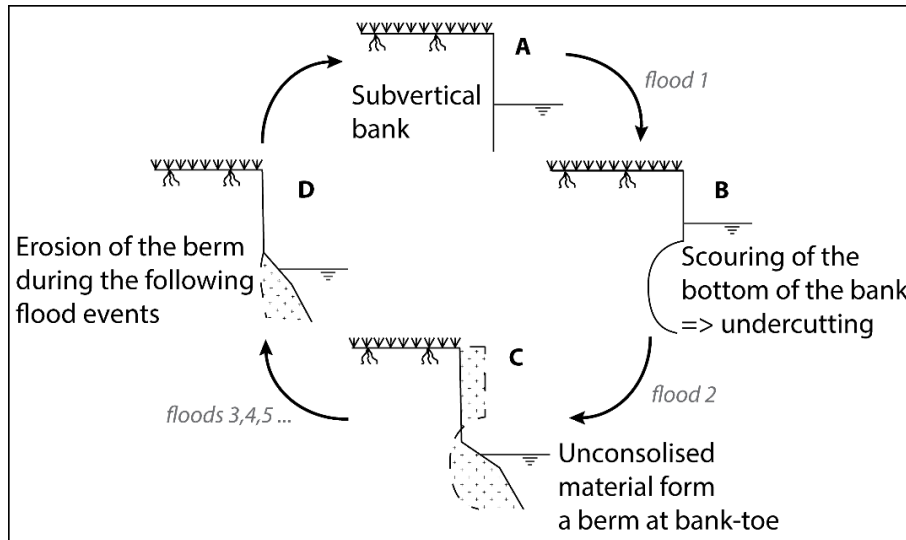 A
Subvertical
bank
flood 1
B
Scouring of the
bottom of the bank
=> undercutting
flood 2
C
Unconsolised
material form
a berm at bank-toe
floods 3,4,5 ...
D
Erosion of the berm
during the following
flood events